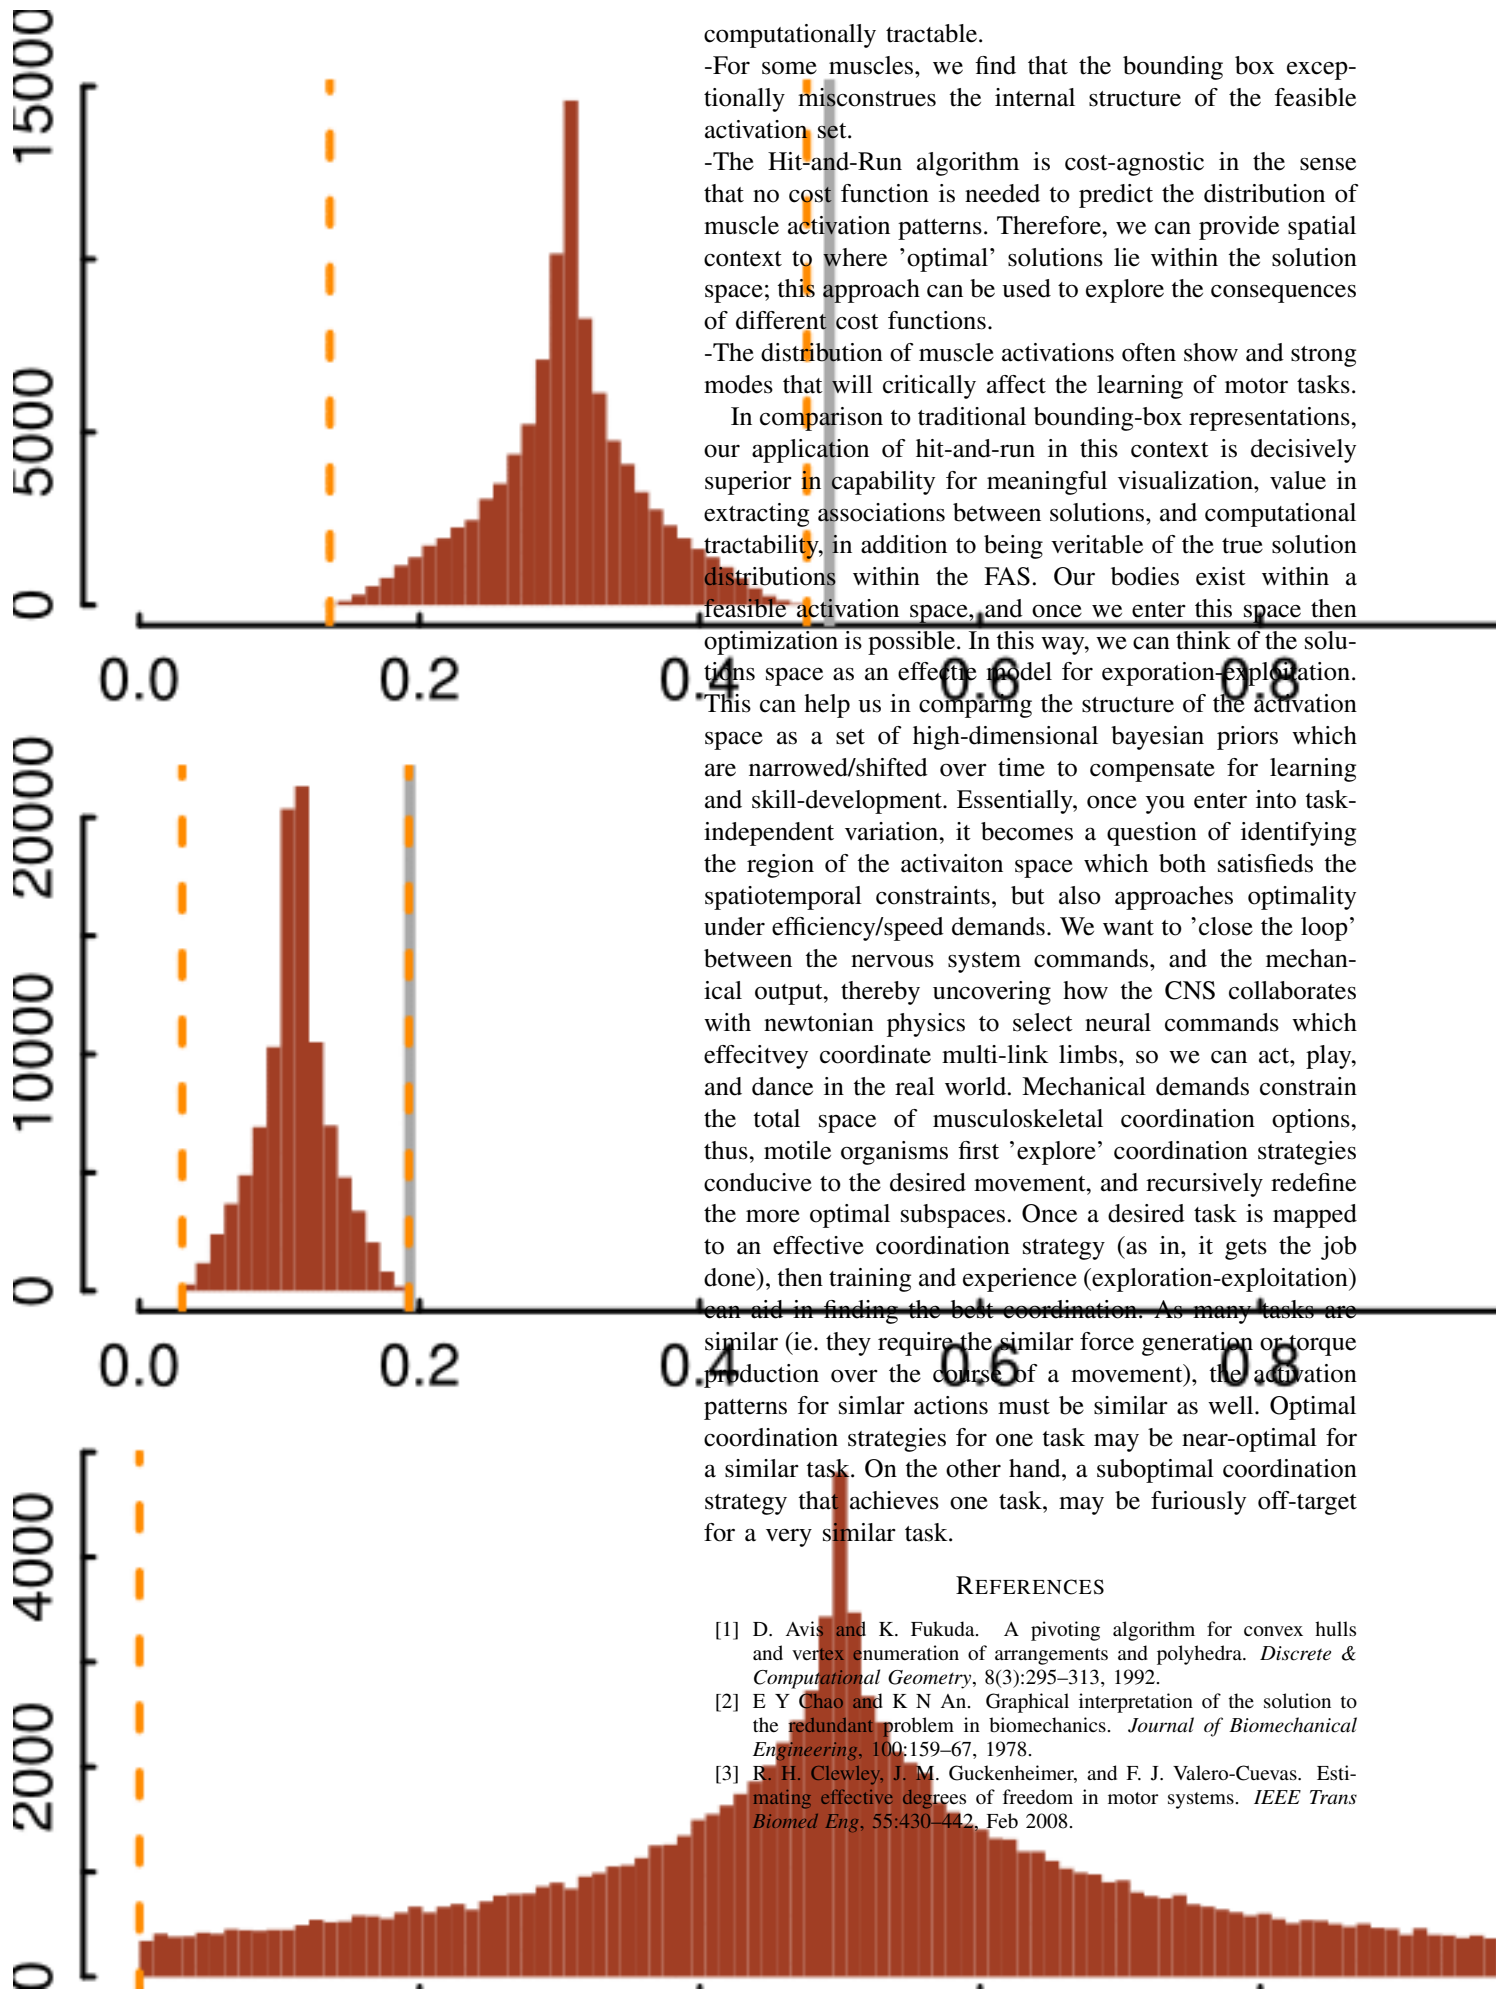 15000
5000
0
0.0
0.2
0.4
0.6
0.8
20000
10000
0
0.0
0.2
0.4
0.6
0.8
4000
2000
0
computationally tractable.
-For some muscles, we find that the bounding box excep-
tionally misconstrues the internal structure of the feasible
activation set.
-The Hit-and-Run algorithm is cost-agnostic in the sense
that no cost function is needed to predict the distribution of
muscle activation patterns. Therefore, we can provide spatial
context to where ’optimal’ solutions lie within the solution
space; this approach can be used to explore the consequences
of different cost functions.
-The distribution of muscle activations often show and strong
modes that will critically affect the learning of motor tasks.
In comparison to traditional bounding-box representations,
our application of hit-and-run in this context is decisively
superior in capability for meaningful visualization, value in
extracting associations between solutions, and computational
tractability, in addition to being veritable of the true solution
distributions within the FAS. Our bodies exist within a
feasible activation space, and once we enter this space then
optimization is possible. In this way, we can think of the solu-
tions space as an effectie model for exporation-exploitation.
This can help us in comparing the structure of the activation
space as a set of high-dimensional bayesian priors which
are narrowed/shifted over time to compensate for learning
and skill-development. Essentially, once you enter into task-
independent variation, it becomes a question of identifying
the region of the activaiton space which both satisfieds the
spatiotemporal constraints, but also approaches optimality
under efficiency/speed demands. We want to ’close the loop’
between the nervous system commands, and the mechan-
ical output, thereby uncovering how the CNS collaborates
with newtonian physics to select neural commands which
effecitvey coordinate multi-link limbs, so we can act, play,
and dance in the real world. Mechanical demands constrain
the total space of musculoskeletal coordination options,
thus, motile organisms first ’explore’ coordination strategies
conducive to the desired movement, and recursively redefine
the more optimal subspaces. Once a desired task is mapped
to an effective coordination strategy (as in, it gets the job
done), then training and experience (exploration-exploitation)
can aid in finding the best coordination. As many tasks are
similar (ie. they require the similar force generation or torque
production over the course of a movement), the activation
patterns for simlar actions must be similar as well. Optimal
coordination strategies for one task may be near-optimal for
a similar task. On the other hand, a suboptimal coordination
strategy that achieves one task, may be furiously off-target
for a very similar task.
REFERENCES
[1] D. Avis and K. Fukuda. A pivoting algorithm for convex hulls
and vertex enumeration of arrangements and polyhedra. Discrete &
Computational Geometry, 8(3):295–313, 1992.
[2] E Y Chao and K N An. Graphical interpretation of the solution to
the redundant problem in biomechanics. Journal of Biomechanical
Engineering, 100:159–67, 1978.
[3] R. H. Clewley, J. M. Guckenheimer, and F. J. Valero-Cuevas. Esti-
mating effective degrees of freedom in motor systems. IEEE Trans
Biomed Eng, 55:430–442, Feb 2008.